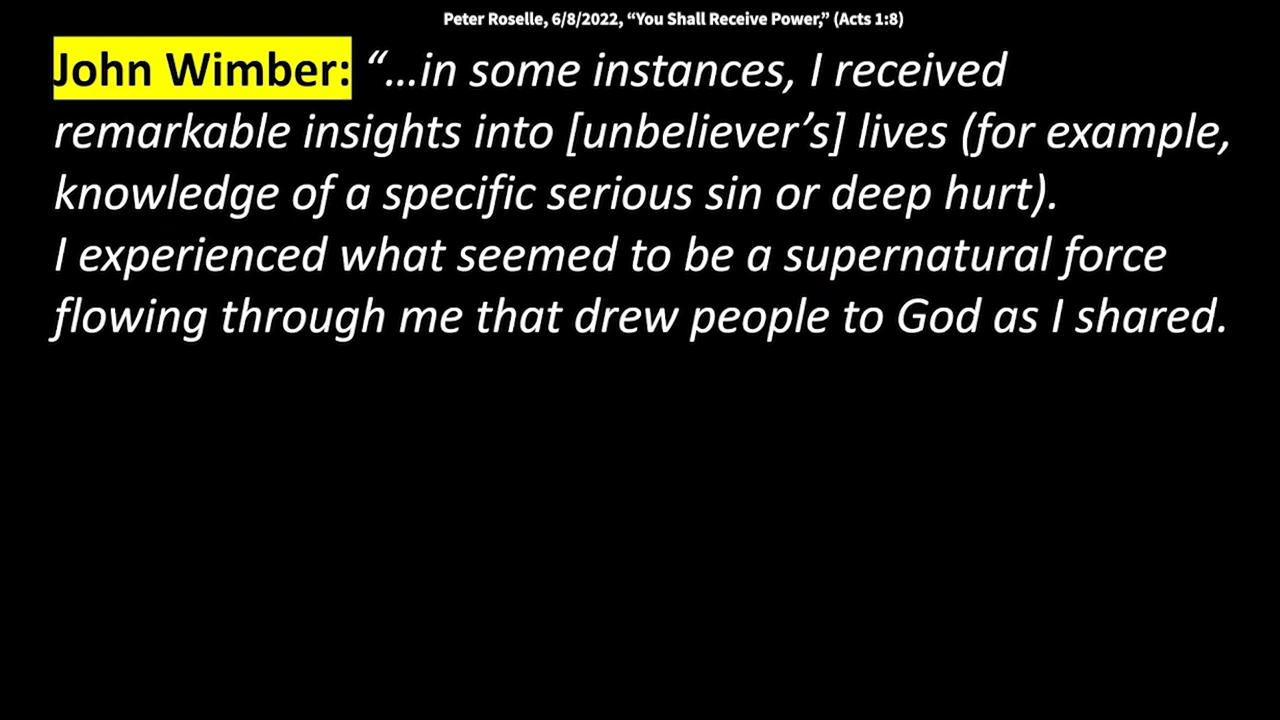 Peter Roselle, 6/8/2022, “You Shall Receive Power,” (Acts 1:8)
John Wimber: “…in some instances, I received
remarkable insights into [unbeliever’s] lives (for example,
knowledge of a specific serious sin or deep hurt).
I experienced what seemed to be a supernatural force
flowing through me that drew people to God as I shared.